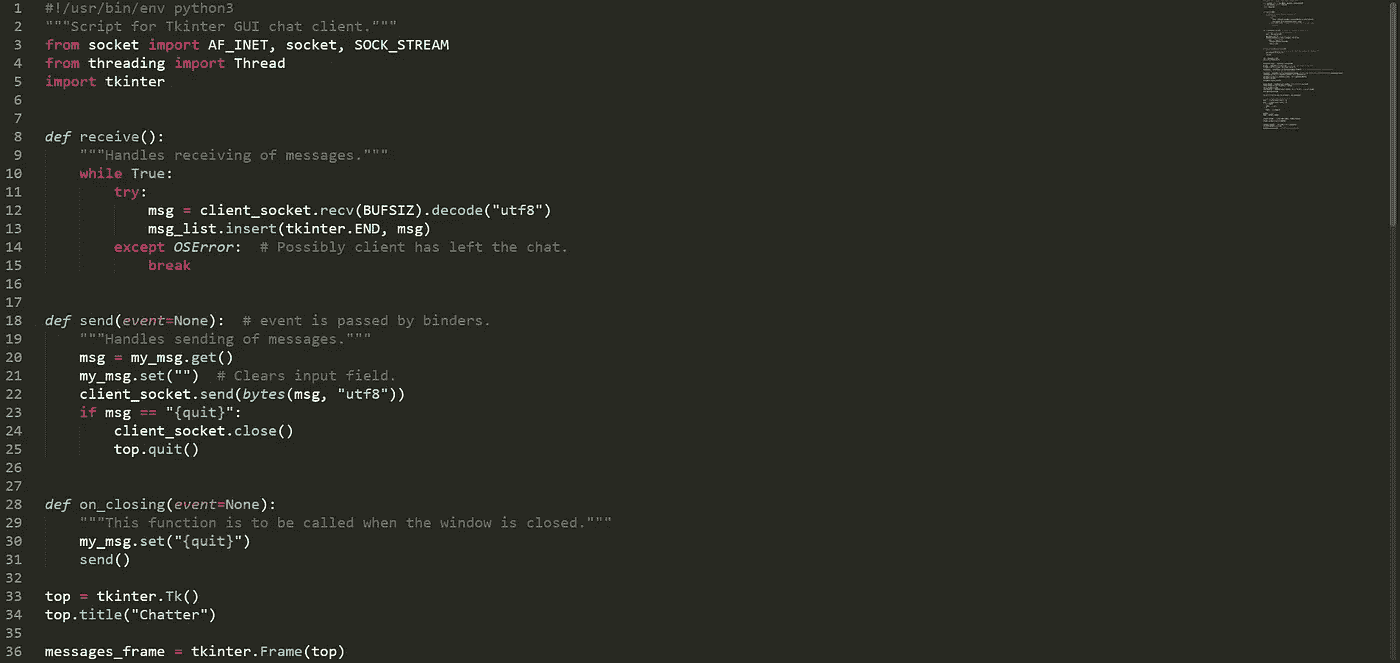 1 #!/usr/bin/env python3
2 """Script for Tkinter GUI chat client."""
3 from socket import AF_INET, socket, SOCK_STREAM
4 from threading import Thread
5 import tkinter
6
7
8 def receive():
9     """Handles receiving of messages."""
10     while True:
11         try:
12             msg = client_socket.recv(BUFSIZ).decode("utf8")
13             msg_list.insert(tkinter.END, msg)
14         except OSError:  # Possibly client has left the chat.
15             break
16
17
18 def send(event=None):  # event is passed by binders.
19     """Handles sending of messages."""
20     msg = my_msg.get()
21     my_msg.set("")  # Clears input field.
22     client_socket.send(bytes(msg, "utf8"))
23     if msg == "{quit}":
24         client_socket.close()
25         top.quit()
26
27
28 def on_closing(event=None):
29     """This function is to be called when the window is closed."""
30     my_msg.set("{quit}")
31     send()
32
33 top = tkinter.Tk()
34 top.title("Chatter")
35
36 messages_frame = tkinter.Frame(top)